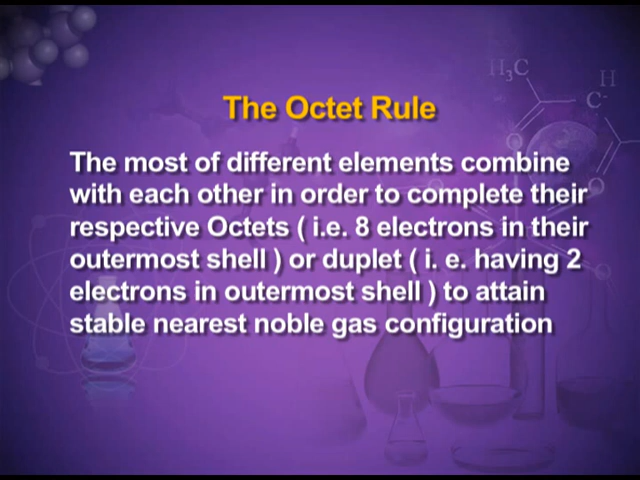 The Octet Rule
The most of different elements combine
with each other in order to complete their
respective Octets ( i.e. 8 electrons in their
outermost shell ) or duplet ( i. e. having 2
electrons in outermost shell ) to attain
stable nearest noble gas configuration
H₃C
H
C
O
O